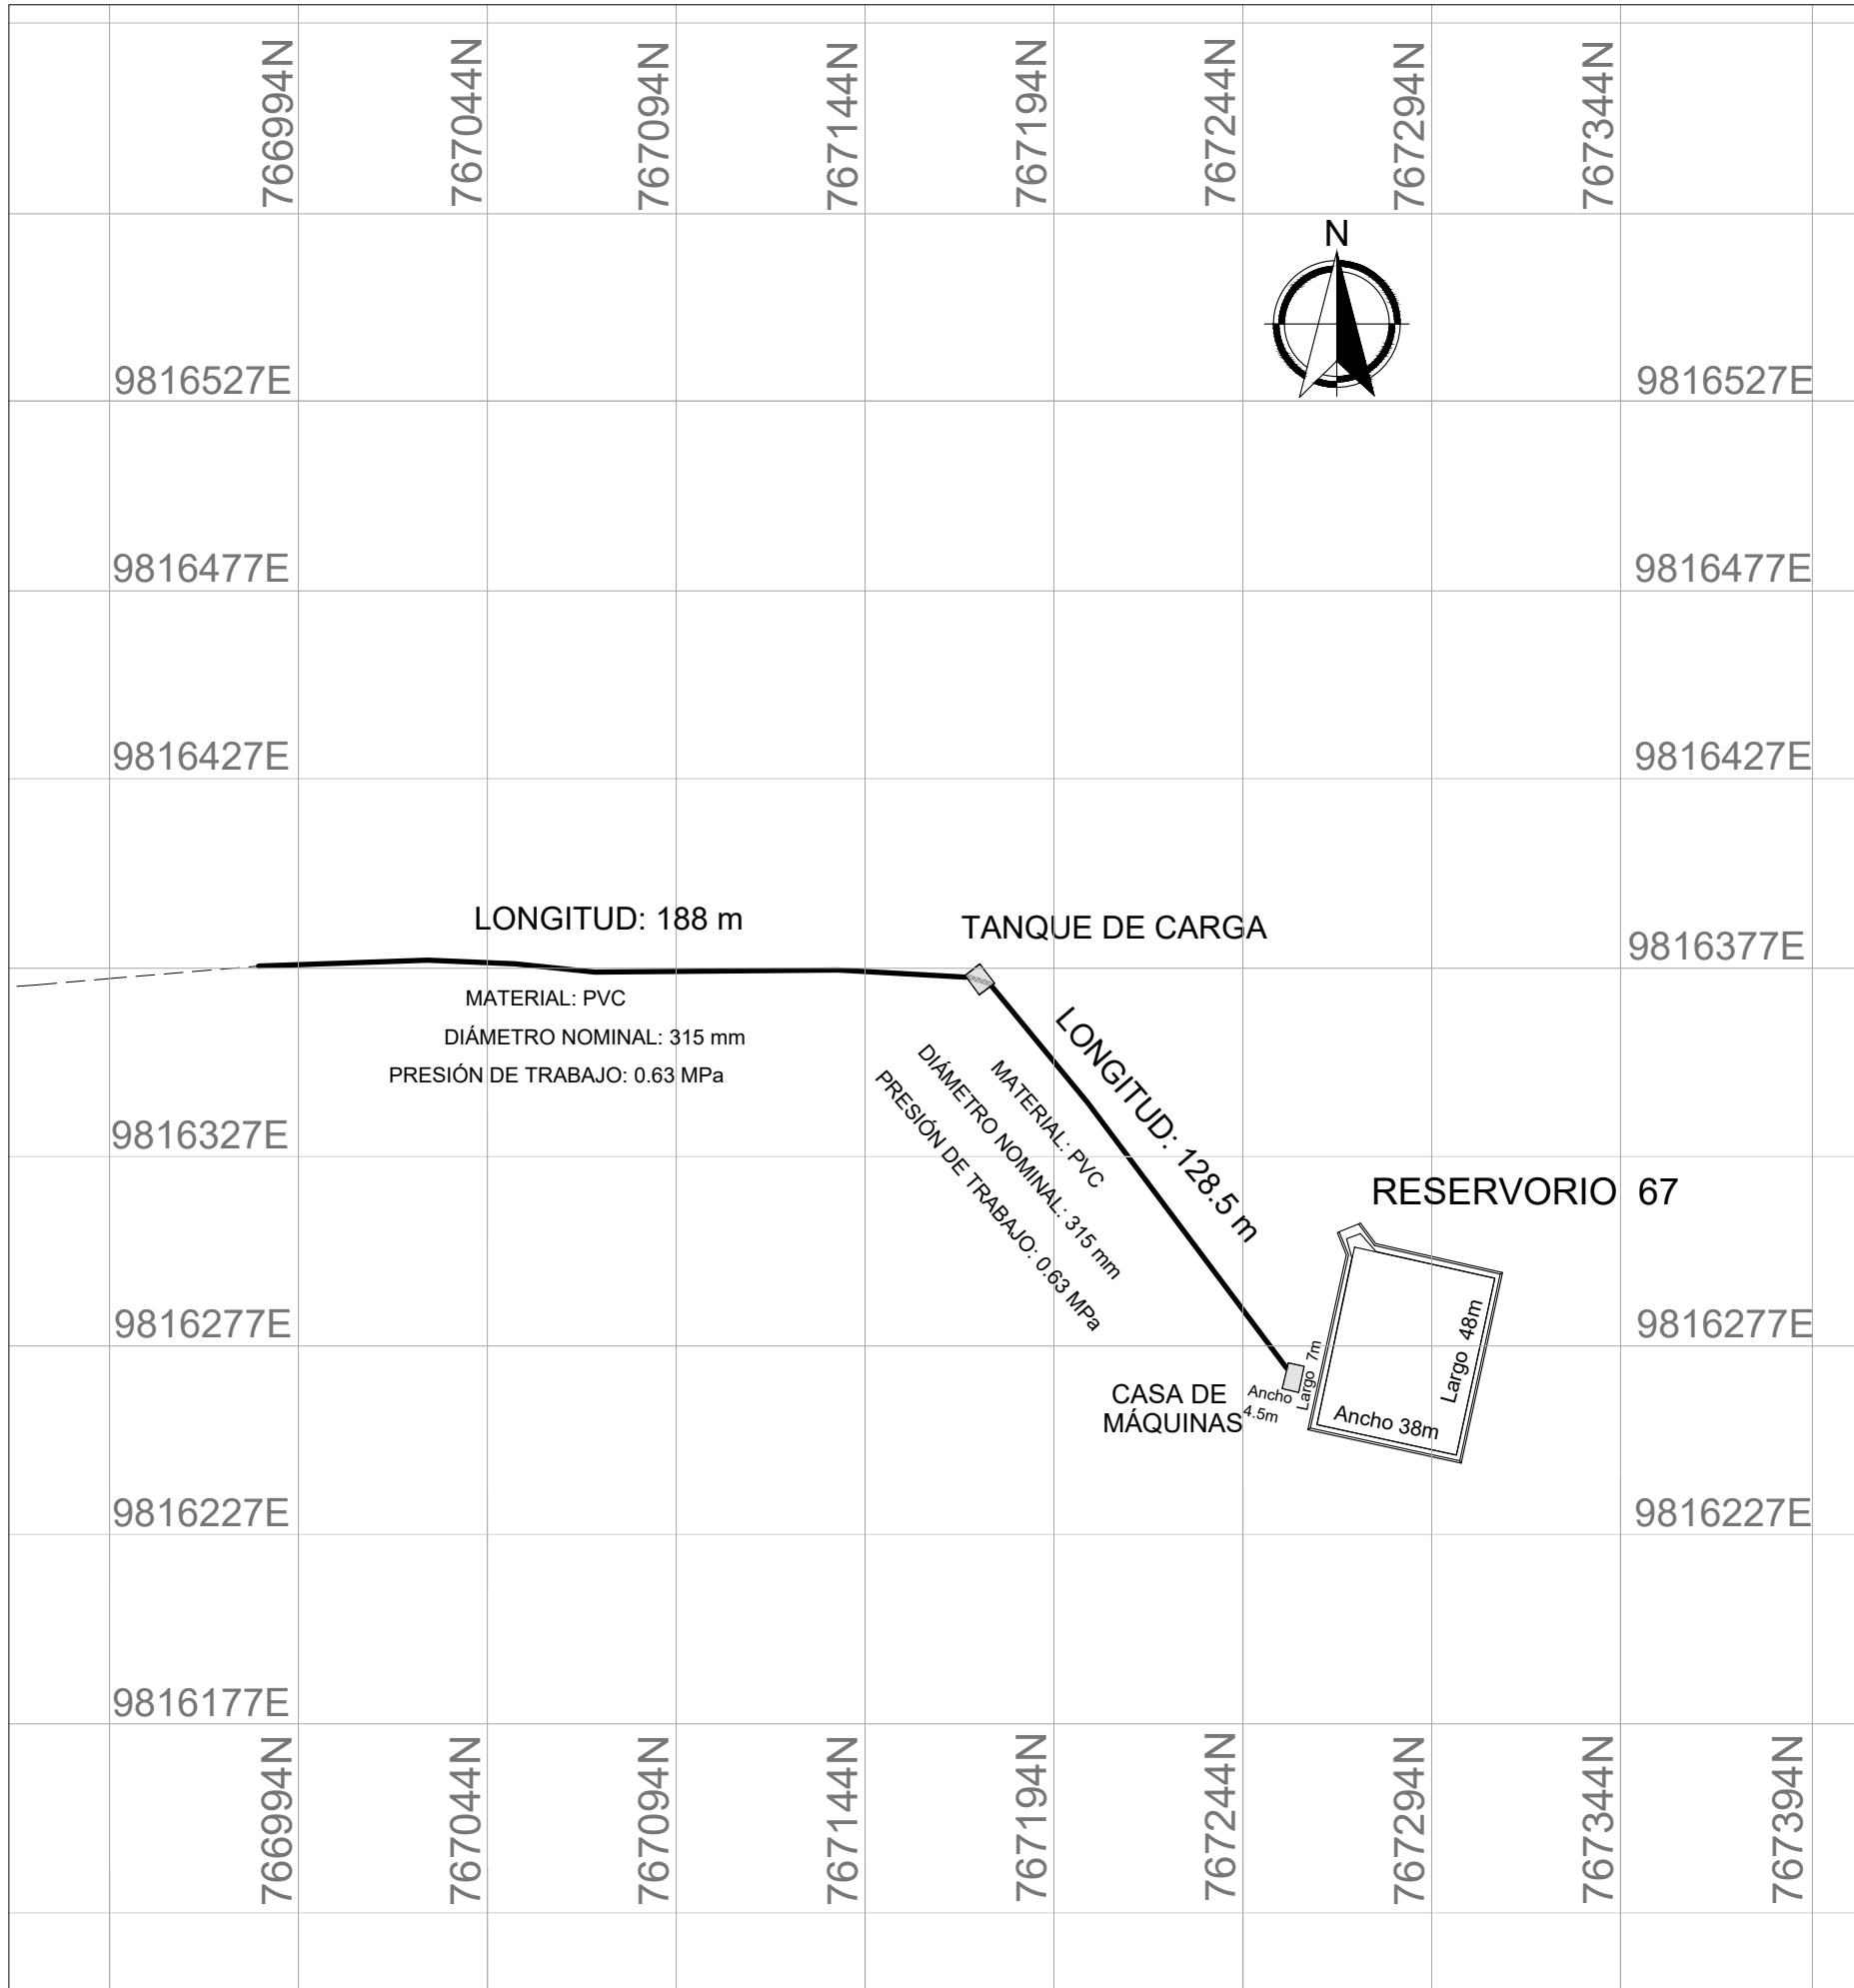 766994N
767044N
767094N
767144N
767194N
767244N
767294N
767344N
N
9816527E
9816527E
9816477E
9816477E
9816427E
9816427E
LONGITUD: 188 m
TANQUE DE CARGA
9816377E
MATERIAL: PVC
DIÁMETRO NOMINAL: 315 mm
PRESIÓN DE TRABAJO: 0.63 MPa
LONGITUD: 128.5 m
MATERIAL: PVC
DIÁMETRO NOMINAL: 315 mm
PRESIÓN DE TRABAJO: 0.63 MPa
9816327E
RESERVORIO 67
9816277E
9816277E
Largo 48m
Largo 7m
CASA DE
MÁQUINAS
Ancho
4.5m
Ancho 38m
9816227E
9816227E
9816177E
766994N
767044N
767094N
767144N
767194N
767244N
767294N
767344N
767394N